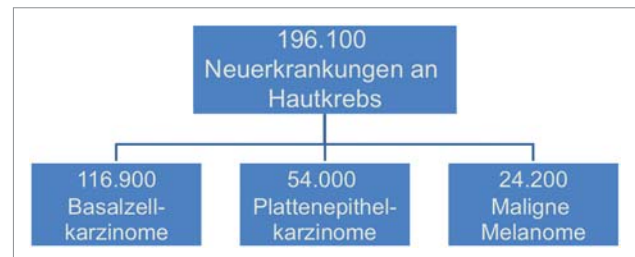 196.100
Neuerkrankungen an
Hautkrebs
116.900
Basalzell-
karzinome
54.000
Plattenepithel-
karzinome
24.200
Maligne
Melanome